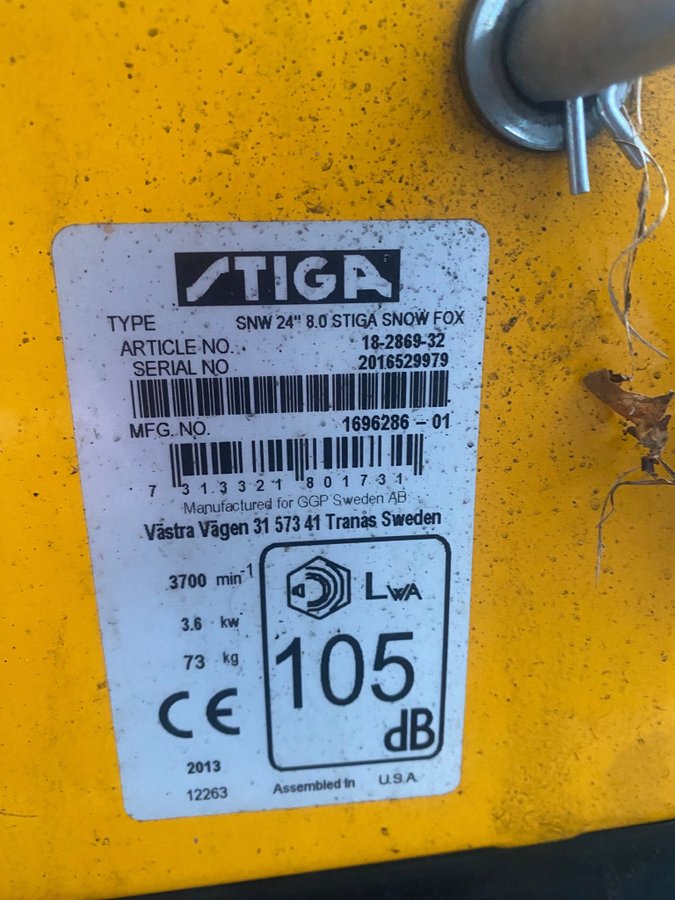 STIGA
TYPE SNW 24" 8.0 STIGA SNOW FOX
ARTICLE NO. 18-2869-32
SERIAL NO 2016529979
MFG. NO. 1696286-01
7 313321 801731
Manufactured for GGP Sweden AB
Västra Vägen 31 573 41 Tranås Sweden
3700 min-1
LWA
3.6 kw
105
73 kg
dB
CE
2013
12263
Assembled In U.S.A.